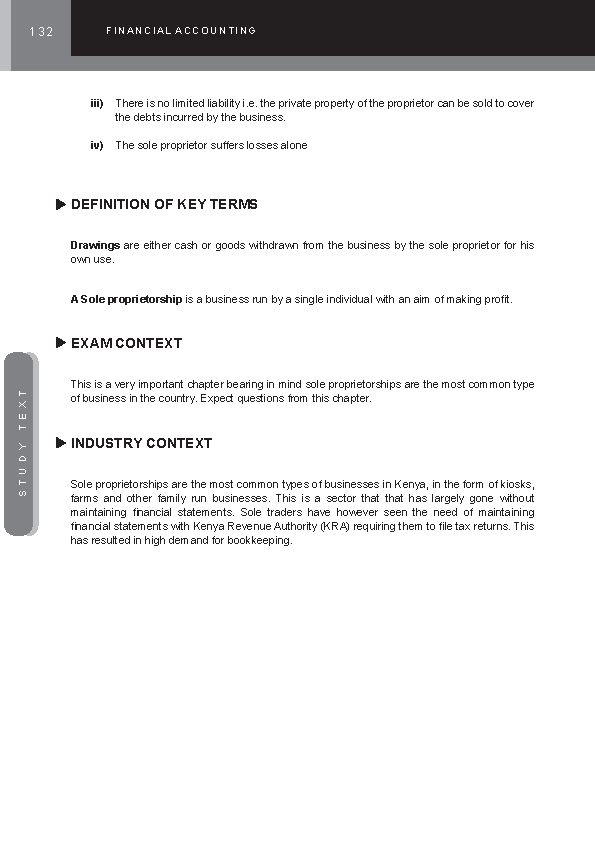 132
FINANCIAL ACCOUNTING
iii) There is no limited liability i.e. the private property of the proprietor can be sold to cover
the debts incurred by the business.
iv) The sole proprietor suffers losses alone
DEFINITION OF KEY TERMS
Drawings are either cash or goods withdrawn from the business by the sole proprietor for his
own use.
A Sole proprietorship is a business run by a single individual with an aim of making profit.
EXAM CONTEXT
This is a very important chapter bearing in mind sole proprietorships are the most common type
of business in the country. Expect questions from this chapter.
INDUSTRY CONTEXT
Sole proprietorships are the most common types of businesses in Kenya, in the form of kiosks,
farms and other family run businesses. This is a sector that that has largely gone without
maintaining financial statements. Sole traders have however seen the need of maintaining
financial statements with Kenya Revenue Authority (KRA) requiring them to file tax returns. This
has resulted in high demand for bookkeeping.
STUDY TEXT